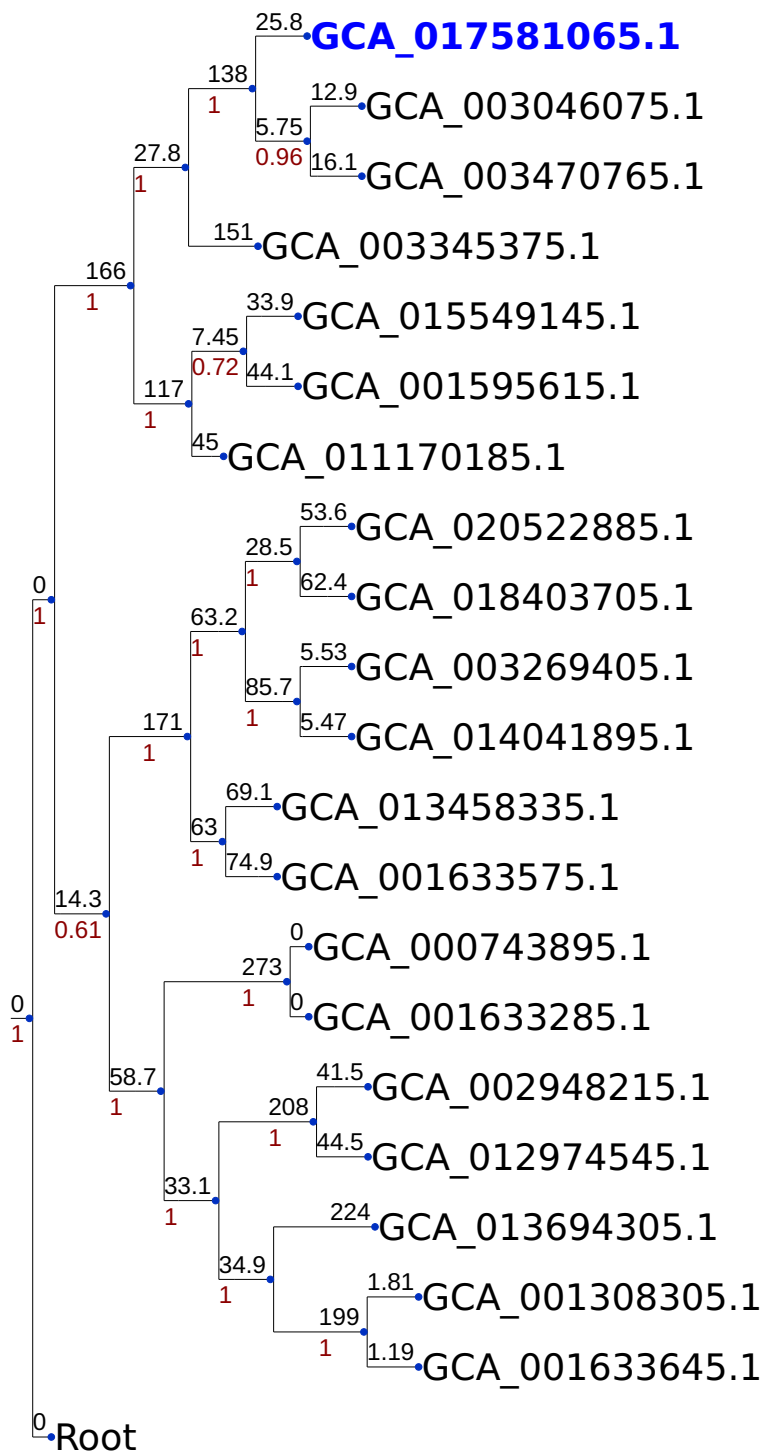 25.8
GCA_017581065.1
138
1
12.9
GCA_003046075.1
5.75
0.96
16.1
GCA_003470765.1
27.8
1
151
GCA_003345375.1
166
1
33.9
GCA_015549145.1
7.45
0.72
44.1
GCA_001595615.1
117
1
45
GCA_011170185.1
53.6
GCA_020522885.1
28.5
1
62.4
GCA_018403705.1
0
1
63.2
1
5.53
GCA_003269405.1
85.7
1
5.47
GCA_014041895.1
171
1
69.1
GCA_013458335.1
63
1
74.9
GCA_001633575.1
14.3
0.61
0
GCA_000743895.1
273
1
0
GCA_001633285.1
0
1
58.7
1
41.5
GCA_002948215.1
208
1
44.5
GCA_012974545.1
33.1
1
224
GCA_013694305.1
34.9
1
1.81
GCA_001308305.1
199
1
1.19
GCA_001633645.1
0
Root